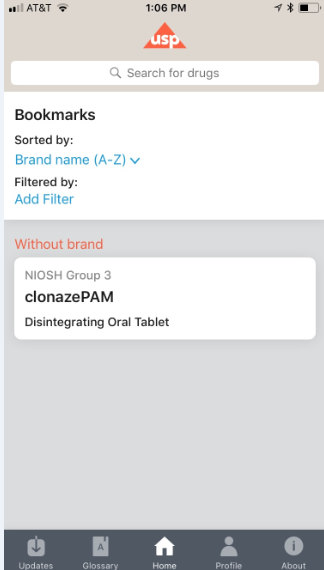 AT&T 1:06 PM
usp
Search for drugs
Bookmarks
Sorted by:
Brand name (A-Z)
Filtered by:
Add Filter
Without brand
NIOSH Group 3
clonazePAM
Disintegrating Oral Tablet
A
Updates Glossary Home Profile About